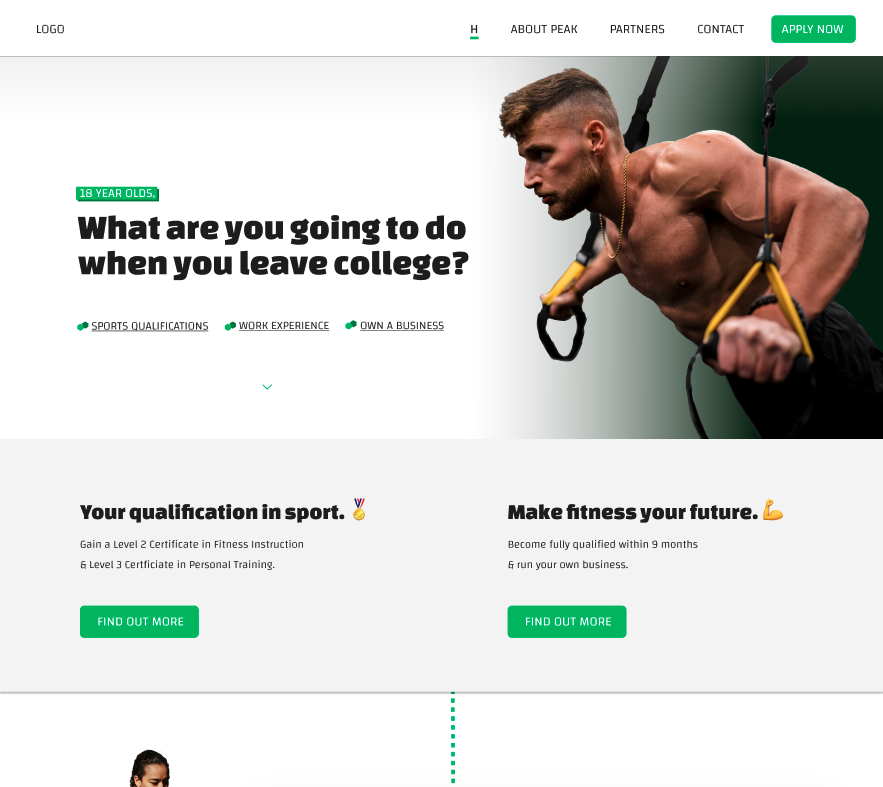 LOGO
H
ABOUT PEAK
PARTNERS
CONTACT
APPLY NOW
18 YEAR OLDS,
What are you going to do
when you leave college?
SPORTS QUALIFICATIONS
WORK EXPERIENCE
OWN A BUSINESS
Your qualification in sport.
Gain a Level 2 Certificate in Fitness Instruction
& Level 3 Certficiate in Personal Training.
FIND OUT MORE
Make fitness your future.
Become fully qualified within 9 months
& run your own business.
FIND OUT MORE